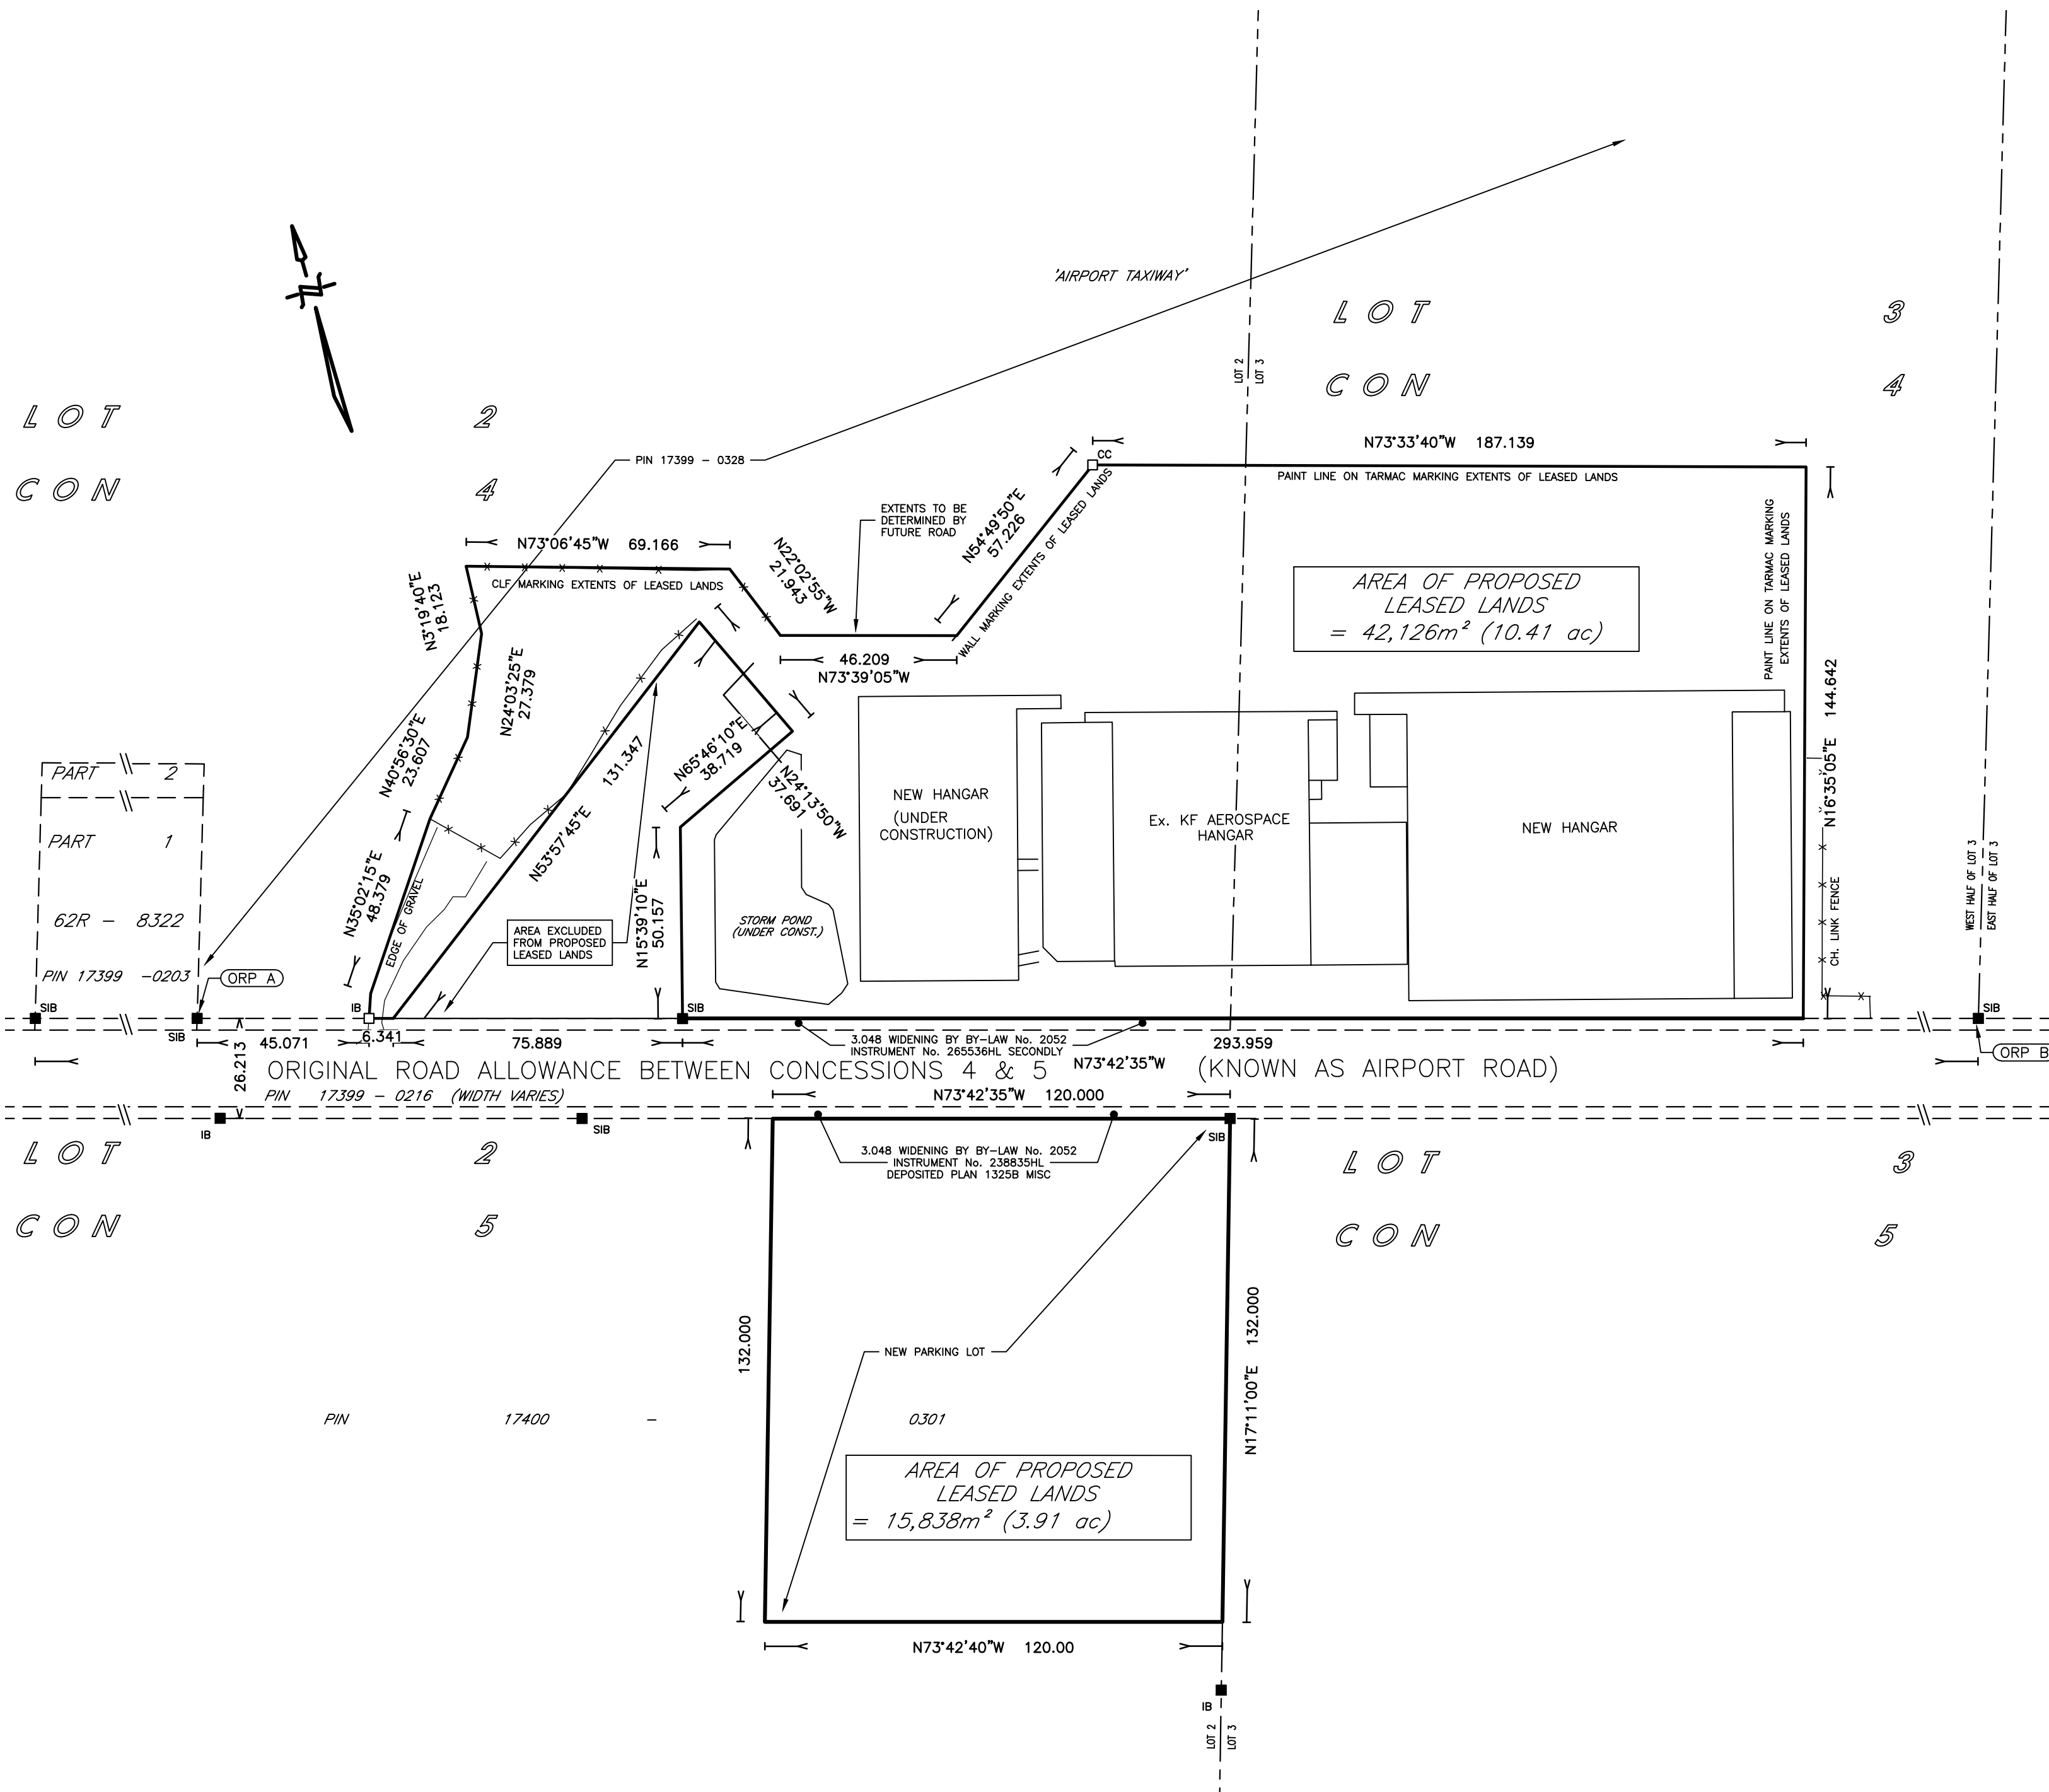 'AIRPORT TAXIWAY'
L O T 3
C O N 4
LOT 2
LOT 3
L O T 2
C O N 4
PIN 17399 - 0328
N73°33'40"W 187.139
CC
PAINT LINE ON TARMAC MARKING EXTENTS OF LEASED LANDS
PAINT LINE ON TARMAC MARKING
EXTENTS OF LEASED LANDS
EXTENTS TO BE
DETERMINED BY
FUTURE ROAD
N54°49'50"E
57.226
WALL MARKING EXTENTS OF LEASED LANDS
N73°06'45"W 69.166
CLF MARKING EXTENTS OF LEASED LANDS
N22°02'55"W
21.943
46.209
N73°39'05"W
AREA OF PROPOSED
LEASED LANDS
= 42,126m² (10.41 ac)
N3°19'40"E
18.123
N24°03'25"E
27.379
N40°56'30"E
23.607
N35°02'15"E
48.379
EDGE OF GRAVEL
131.347
N53°57'45"E
N65°46'10"E
38.719
N24°13'50"W
37.691
N15°39'10"E
50.157
AREA EXCLUDED
FROM PROPOSED
LEASED LANDS
STORM POND
(UNDER CONST.)
NEW HANGAR
(UNDER
CONSTRUCTION)
Ex. KF AEROSPACE
HANGAR
NEW HANGAR
N16°35'05"E 144.642
CH. LINK FENCE
WEST HALF OF LOT 3
EAST HALF OF LOT 3
PART 2
PART 1
62R - 8322
PIN 17399 -0203
ORP A
SIB
SIB
IB
SIB
SIB
ORP B
26.213
45.071
6.341
75.889
3.048 WIDENING BY BY-LAW No. 2052
INSTRUMENT No. 265536HL SECONDLY
293.959
N73°42'35"W
ORIGINAL ROAD ALLOWANCE BETWEEN CONCESSIONS 4 & 5 (KNOWN AS AIRPORT ROAD)
PIN 17399 - 0216 (WIDTH VARIES)
N73°42'35"W 120.000
IB
SIB
SIB
3.048 WIDENING BY BY-LAW No. 2052
INSTRUMENT No. 238835HL
DEPOSITED PLAN 1325B MISC
L O T 2
C O N 5
L O T 3
C O N 5
132.000
NEW PARKING LOT
N17°11'00"E 132.000
PIN 17400 - 0301
AREA OF PROPOSED
LEASED LANDS
= 15,838m² (3.91 ac)
N73°42'40"W 120.00
IB
LOT 2
LOT 3